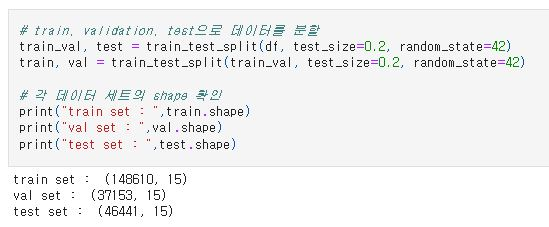 # train, validation, test으로 데이터를 분할
train_val, test = train_test_split(df, test_size=0.2, random_state=42)
train, val = train_test_split(train_val, test_size=0.2, random_state=42)
# 각 데이터 세트의 shape 확인
print("train set : ",train.shape)
print("val set : ",val.shape)
print("test set : ",test.shape)
train set :  (148610, 15)
val set :  (37153, 15)
test set :  (46441, 15)